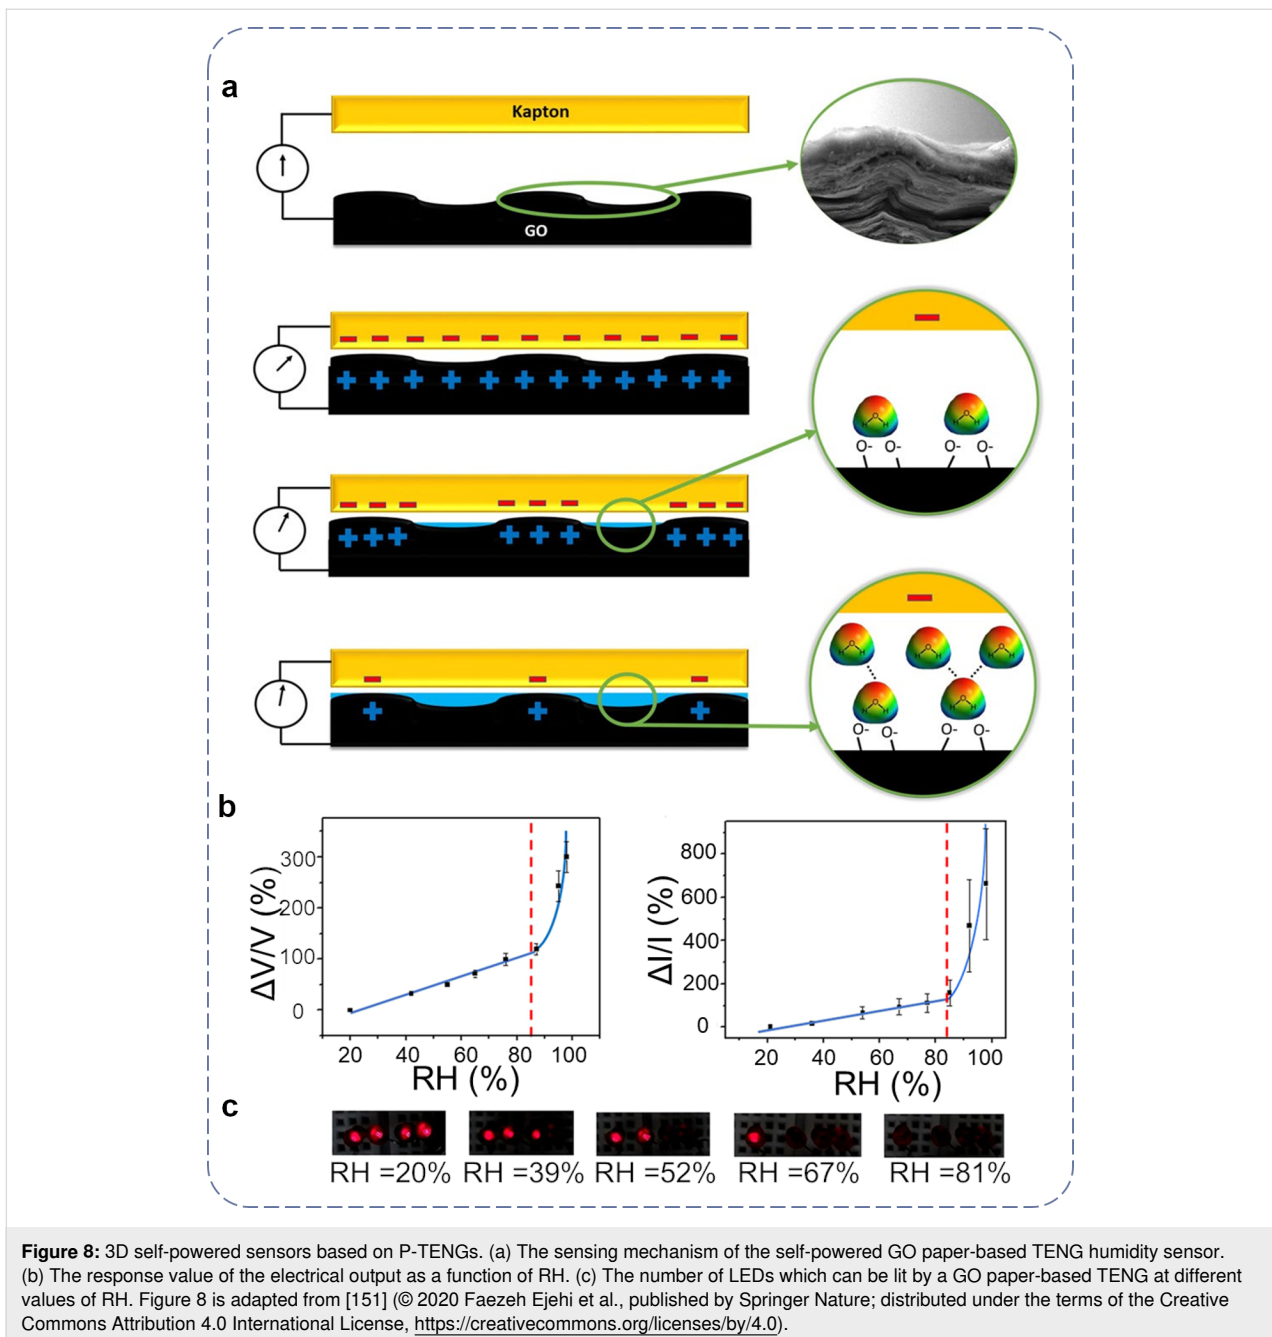 a
Kapton
GO
H O H
H O H
O- O- O- O-
H O H
H O H
H O H
H O H
H O H
O- O- O- O-
b
ΔV/V (%)
300
200
100
0
20 40 60 80 100
RH (%)
ΔI/I (%)
800
600
400
200
0
20 40 60 80 100
RH (%)
c
RH =20% RH =39% RH =52% RH =67% RH =81%
Figure 8: 3D self-powered sensors based on P-TENGs. (a) The sensing mechanism of the self-powered GO paper-based TENG humidity sensor.
(b) The response value of the electrical output as a function of RH. (c) The number of LEDs which can be lit by a GO paper-based TENG at different
values of RH. Figure 8 is adapted from [151] (© 2020 Faezeh Ejehi et al., published by Springer Nature; distributed under the terms of the Creative
Commons Attribution 4.0 International License, https://creativecommons.org/licenses/by/4.0).